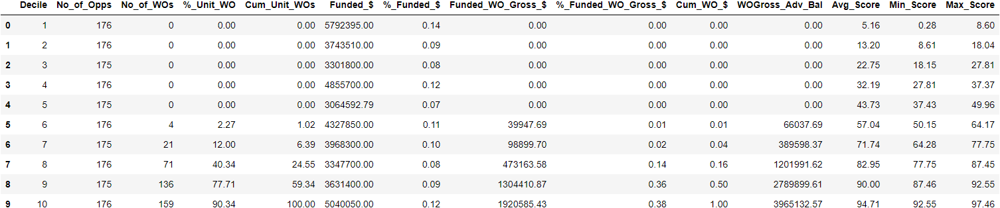 Decile No_of_Opps No_of_WOs %_Unit_WO Cum_Unit_WOs Funded_$ %_Funded_$ Funded_WO_Gross_$ %_Funded_WO_Gross_$ Cum_WO_$ WOGross_Adv_Bal Avg_Score Min_Score Max_Score
0 1 176 0 0.00 0.00 5792395.00 0.14 0.00 0.00 0.00 0.00 5.16 0.28 8.60
1 2 176 0 0.00 0.00 3743510.00 0.09 0.00 0.00 0.00 0.00 13.20 8.61 18.04
2 3 175 0 0.00 0.00 3301800.00 0.08 0.00 0.00 0.00 0.00 22.75 18.15 27.81
3 4 176 0 0.00 0.00 4855700.00 0.12 0.00 0.00 0.00 0.00 32.19 27.81 37.37
4 5 175 0 0.00 0.00 3064592.79 0.07 0.00 0.00 0.00 0.00 43.73 37.43 49.96
5 6 176 4 2.27 1.02 4327850.00 0.11 39947.69 0.01 0.01 66037.69 57.04 50.15 64.17
6 7 175 21 12.00 6.39 3968300.00 0.10 98899.70 0.02 0.04 389598.37 71.74 64.28 77.75
7 8 176 71 40.34 24.55 3347700.00 0.08 473163.58 0.14 0.16 1201991.62 82.95 77.75 87.45
8 9 175 136 77.71 59.34 3631400.00 0.09 1304410.87 0.36 0.50 2789899.61 90.00 87.46 92.55
9 10 176 159 90.34 100.00 5040050.00 0.12 1920585.43 0.38 1.00 3965132.57 94.71 92.55 97.46